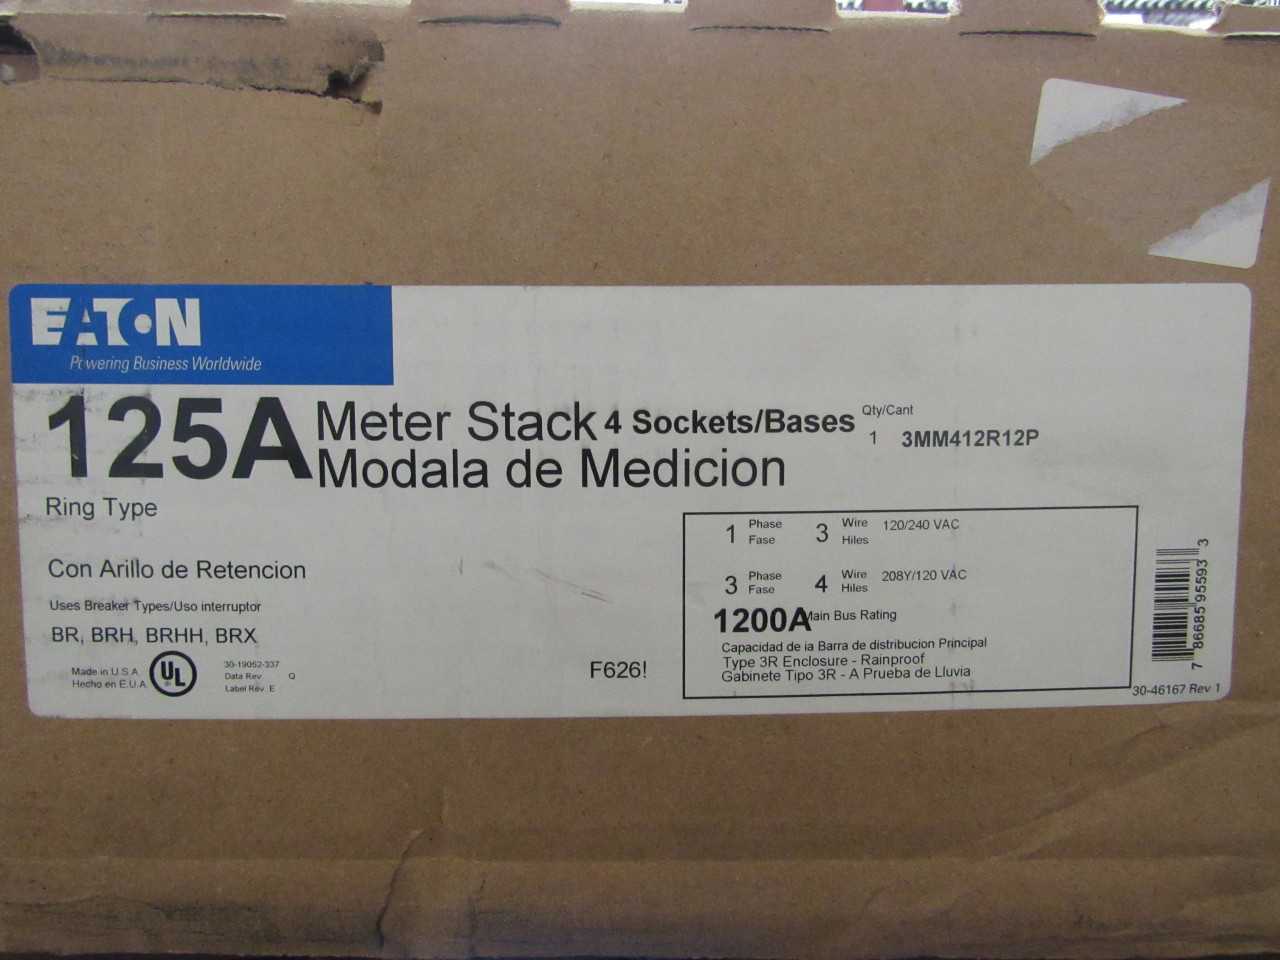 EATON
Powering Business Worldwide
125A Meter Stack 4 Sockets/Bases
Modala de Medicion
Qty/Cant
1 3MM412R12P
Ring Type
Con Arillo de Retencion
Uses Breaker Types/Uso interruptor
BR, BRH, BRHH, BRX
Made in U.S.A.
Hecho en E.U.A.
UL
30-19052-337
Data Rev Q
Label Rev. E
F626!
1 Phase 3 Wire 120/240 VAC
Fase Hiles
3 Phase 4 Wire 208Y/120 VAC
Fase Hiles
1200A Main Bus Rating
Capacidad de la Barra de distribucion Principal
Type 3R Enclosure - Rainproof
Gabinete Tipo 3R - A Prueba de Lluvia
7 86685 95593 3
30-46167 Rev 1